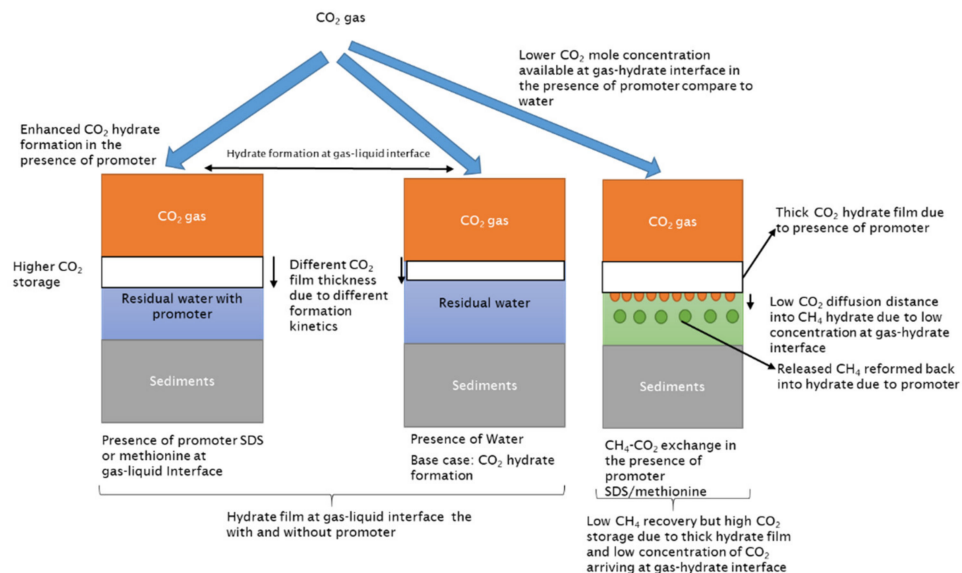 CO₂ gas
Lower CO₂ mole concentration
available at gas-hydrate interface in
the presence of promoter compare to
water
Enhanced CO₂ hydrate
formation in the
presence of promoter
Hydrate formation at gas-liquid interface
CO₂ gas
CO₂ gas
CO₂ gas
Thick CO₂ hydrate film due
to presence of promoter
Higher CO₂
storage
Different CO₂
film thickness
due to different
formation
kinetics
Residual water with
promoter
Residual water
Low CO₂ diffusion distance
into CH₄ hydrate due to low
concentration at gas-hydrate
interface
Released CH₄ reformed back
into hydrate due to promoter
Sediments
Sediments
Sediments
Presence of promoter SDS
or methionine at
gas-liquid Interface
Presence of Water
Base case: CO₂ hydrate
formation
CH₄-CO₂ exchange in
the presence of
promoter
SDS/methionine
Hydrate film at gas-liquid interface the
with and without promoter
Low CH₄ recovery but high CO₂
storage due to thick hydrate film
and low concentration of CO₂
arriving at gas-hydrate interface